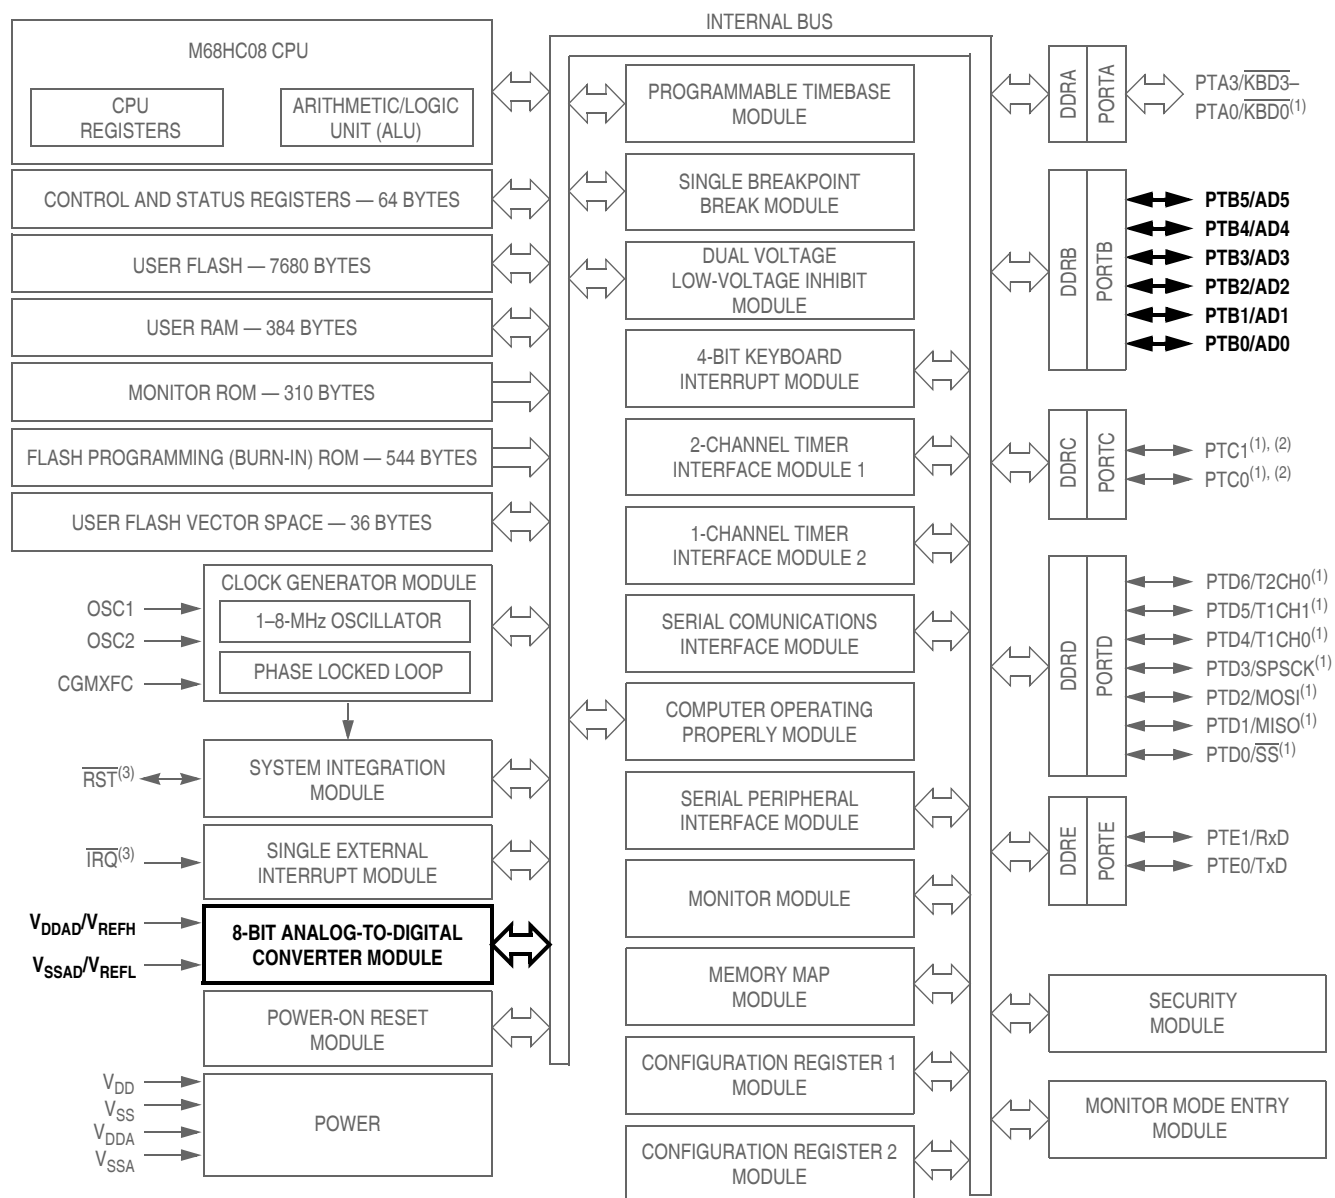 INTERNAL BUS
M68HC08 CPU
CPU
REGISTERS
ARITHMETIC/LOGIC
UNIT (ALU)
CONTROL AND STATUS REGISTERS — 64 BYTES
USER FLASH — 7680 BYTES
USER RAM — 384 BYTES
MONITOR ROM — 310 BYTES
FLASH PROGRAMMING (BURN-IN) ROM — 544 BYTES
USER FLASH VECTOR SPACE — 36 BYTES
CLOCK GENERATOR MODULE
1–8-MHz OSCILLATOR
PHASE LOCKED LOOP
OSC1
OSC2
CGMXFC
SYSTEM INTEGRATION
MODULE
RST(3)
SINGLE EXTERNAL
INTERRUPT MODULE
IRQ(3)
8-BIT ANALOG-TO-DIGITAL
CONVERTER MODULE
VDDAD/VREFH
VSSAD/VREFL
POWER-ON RESET
MODULE
VDD
VSS
VDDA
VSSA
POWER
PROGRAMMABLE TIMEBASE
MODULE
SINGLE BREAKPOINT
BREAK MODULE
DUAL VOLTAGE
LOW-VOLTAGE INHIBIT
MODULE
4-BIT KEYBOARD
INTERRUPT MODULE
2-CHANNEL TIMER
INTERFACE MODULE 1
1-CHANNEL TIMER
INTERFACE MODULE 2
SERIAL COMUNICATIONS
INTERFACE MODULE
COMPUTER OPERATING
PROPERLY MODULE
SERIAL PERIPHERAL
INTERFACE MODULE
MONITOR MODULE
MEMORY MAP
MODULE
CONFIGURATION REGISTER 1
MODULE
CONFIGURATION REGISTER 2
MODULE
DDRA
PORTA
PTA3/KBD3–
PTA0/KBD0(1)
DDRB
PORTB
PTB5/AD5
PTB4/AD4
PTB3/AD3
PTB2/AD2
PTB1/AD1
PTB0/AD0
DDRC
PORTC
PTC1(1), (2)
PTC0(1), (2)
DDRD
PORTD
PTD6/T2CH0(1)
PTD5/T1CH1(1)
PTD4/T1CH0(1)
PTD3/SPSCK(1)
PTD2/MOSI(1)
PTD1/MISO(1)
PTD0/SS(1)
DDRE
PORTE
PTE1/RxD
PTE0/TxD
SECURITY
MODULE
MONITOR MODE ENTRY
MODULE